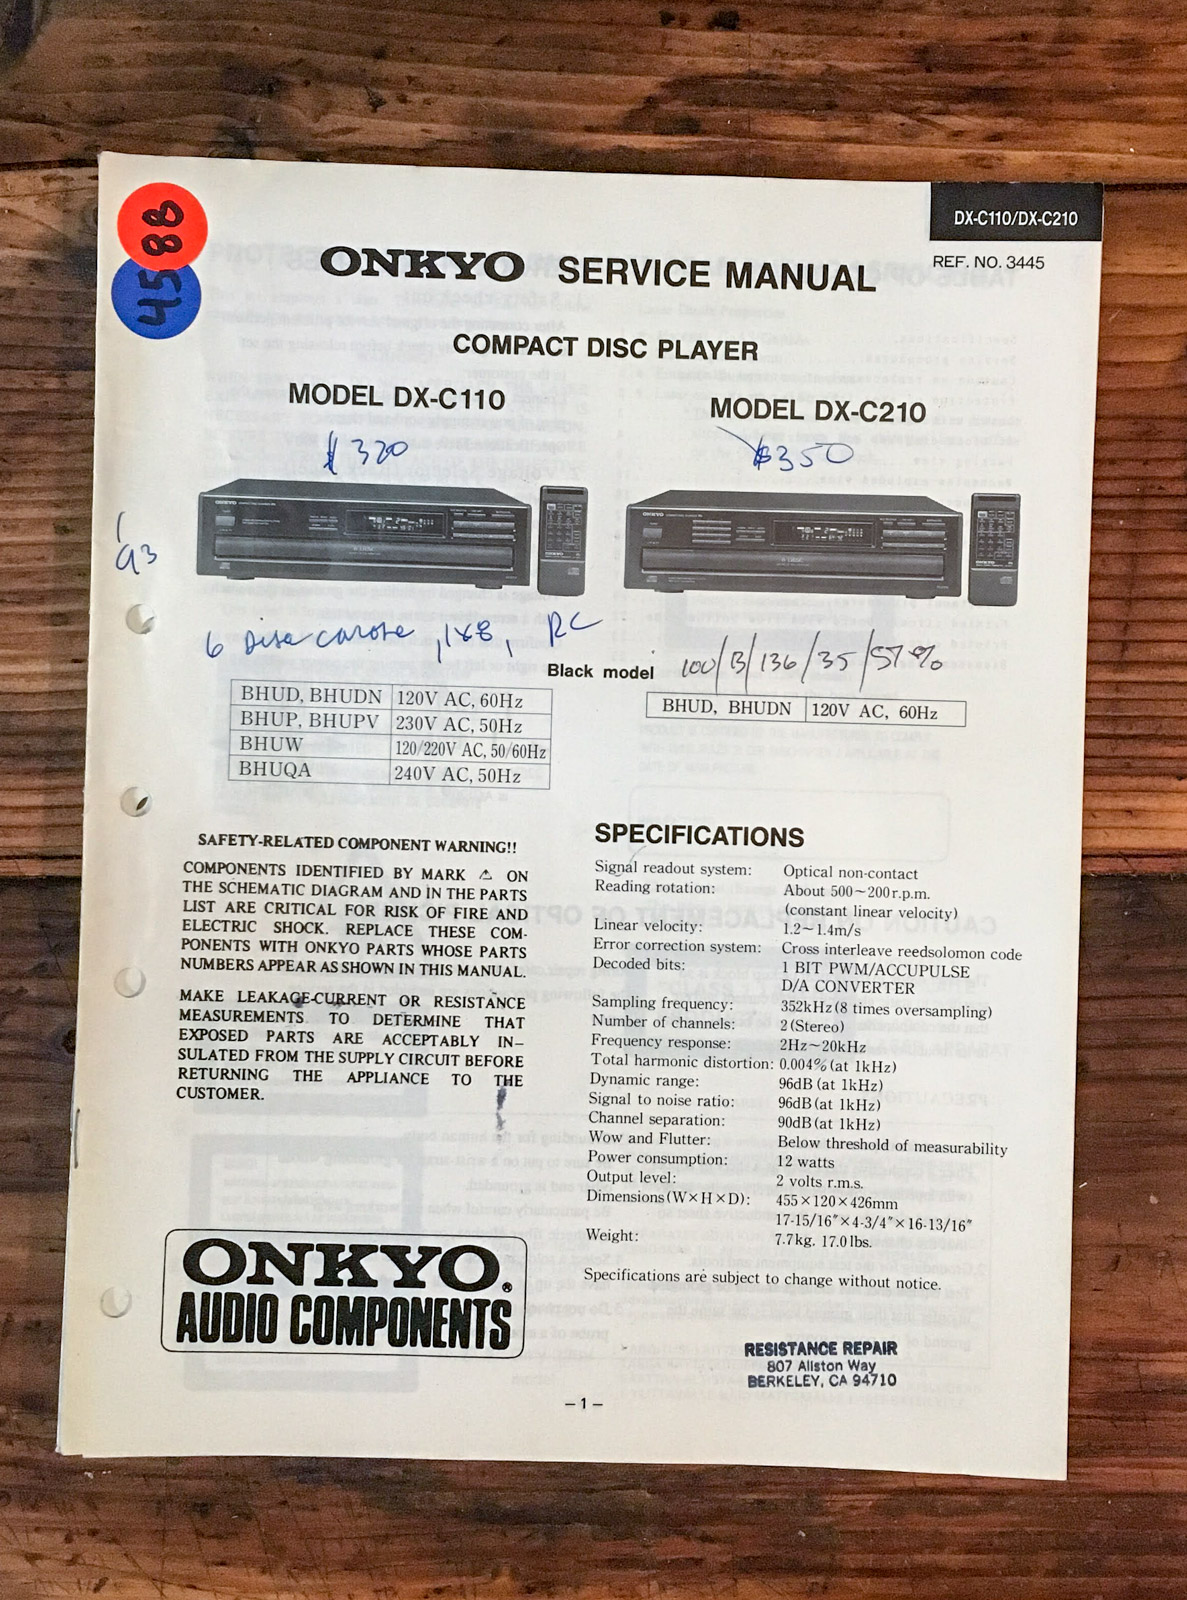 DX-C110/DX-C210
REF. NO. 3445
4588
ONKYO SERVICE MANUAL
COMPACT DISC PLAYER
MODEL DX-C110
MODEL DX-C210
$320
$350
ONKYO
ONKYO
93
6 Disc carosle, 1x8, RC
Black model
100/B/136/35/57%
BHUD, BHUDN 120V AC, 60Hz
BHUP, BHUPV 230V AC, 50Hz
BHUW 120/220V AC, 50/60Hz
BHUQA 240V AC, 50Hz
BHUD, BHUDN 120V AC, 60Hz
SAFETY-RELATED COMPONENT WARNING!!
COMPONENTS IDENTIFIED BY MARK ⚠ ON
THE SCHEMATIC DIAGRAM AND IN THE PARTS
LIST ARE CRITICAL FOR RISK OF FIRE AND
ELECTRIC SHOCK. REPLACE THESE COM-
PONENTS WITH ONKYO PARTS WHOSE PARTS
NUMBERS APPEAR AS SHOWN IN THIS MANUAL.
MAKE LEAKAGE-CURRENT OR RESISTANCE
MEASUREMENTS TO DETERMINE THAT
EXPOSED PARTS ARE ACCEPTABLY IN-
SULATED FROM THE SUPPLY CIRCUIT BEFORE
RETURNING THE APPLIANCE TO THE
CUSTOMER.
SPECIFICATIONS
Signal readout system: Optical non-contact
Reading rotation: About 500~200r.p.m.
(constant linear velocity)
Linear velocity: 1.2~1.4m/s
Error correction system: Cross interleave reedsolomon code
Decoded bits: 1 BIT PWM/ACCUPULSE
D/A CONVERTER
Sampling frequency: 352kHz(8 times oversampling)
Number of channels: 2(Stereo)
Frequency response: 2Hz~20kHz
Total harmonic distortion: 0.004%(at 1kHz)
Dynamic range: 96dB(at 1kHz)
Signal to noise ratio: 96dB(at 1kHz)
Channel separation: 90dB(at 1kHz)
Wow and Flutter: Below threshold of measurability
Power consumption: 12 watts
Output level: 2 volts r.m.s.
Dimensions(W×H×D): 455×120×426mm
17-15/16"×4-3/4"×16-13/16"
Weight: 7.7kg. 17.0lbs.
Specifications are subject to change without notice.
ONKYO®
AUDIO COMPONENTS
RESISTANCE REPAIR
807 Allston Way
BERKELEY, CA 94710
–1–